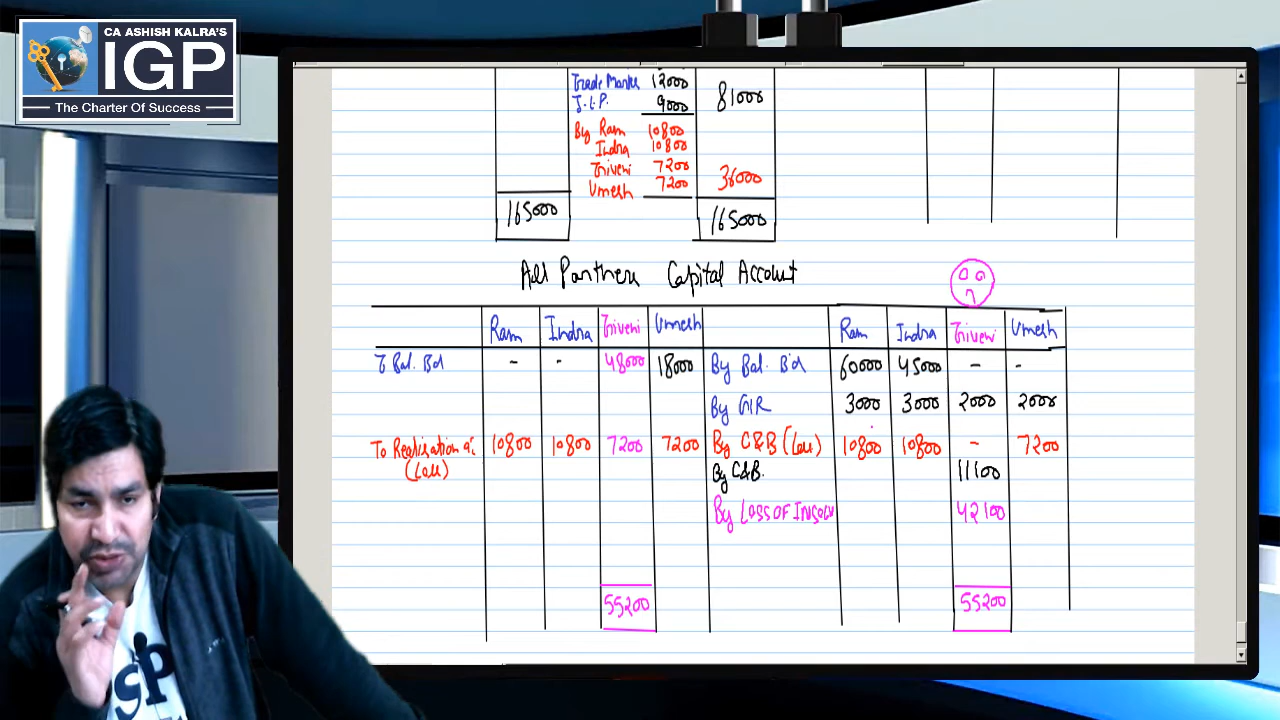 CA ASHISH KALRA'S
IGP
The Charter Of Success
Trade Marks 12000
J.L.P. 9000 81000
By Ram 10800
Indra 10800
Triveni 7200
Umesh 7200 36000
165000 165000
All Partners Capital Account
Ram Indra Triveni Umesh Ram Indra Triveni Umesh
To Bal. Bd - - 48000 18000 By Bal. B'd 60000 45000 - -
By GIR 3000 3000 2000 2000
To Realisation a/c 10800 10800 7200 7200 By C&B (Loss) 10800 10800 - 7200
(Loss) By C&B. 11100
By Loss OF Insolv 42100
55200 55200
SP